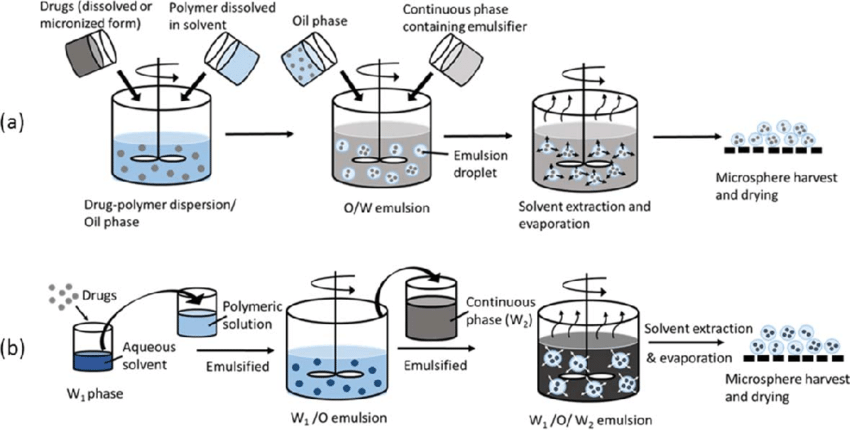 Drugs (dissolved or
micronized form)
Polymer dissolved
in solvent
Oil phase
Continuous phase
containing emulsifier
(a)
Emulsion
droplet
Drug-polymer dispersion/
Oil phase
O/W emulsion
Solvent extraction and
evaporation
Microsphere harvest
and drying
Drugs
Polymeric
solution
Continuous
phase (W₂)
Solvent extraction
& evaporation
(b)
Aqueous
solvent
Emulsified
Emulsified
W₁ phase
W₁ /O emulsion
W₁ /O/ W₂ emulsion
Microsphere harvest
and drying